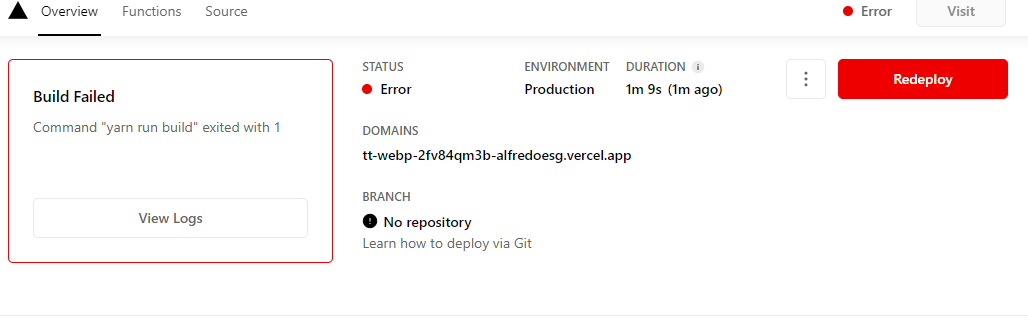 Overview Functions Source
Error Visit
Build Failed
Command "yarn run build" exited with 1
View Logs
STATUS ENVIRONMENT DURATION
Error Production 1m 9s (1m ago)
Redeploy
DOMAINS
tt-webp-2fv84qm3b-alfredoesg.vercel.app
BRANCH
No repository
Learn how to deploy via Git